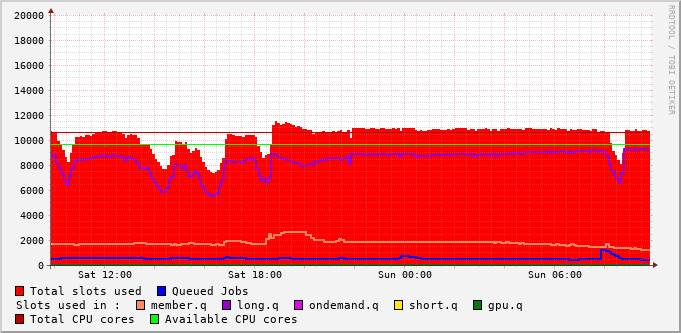 20000
18000
16000
14000
12000
10000
8000
6000
4000
2000
0
Sat 12:00 Sat 18:00 Sun 00:00 Sun 06:00
RRDTOOL / TOBI OETIKER
Total slots used Queued Jobs
Slots used in : member.q long.q ondemand.q short.q gpu.q
Total CPU cores Available CPU cores